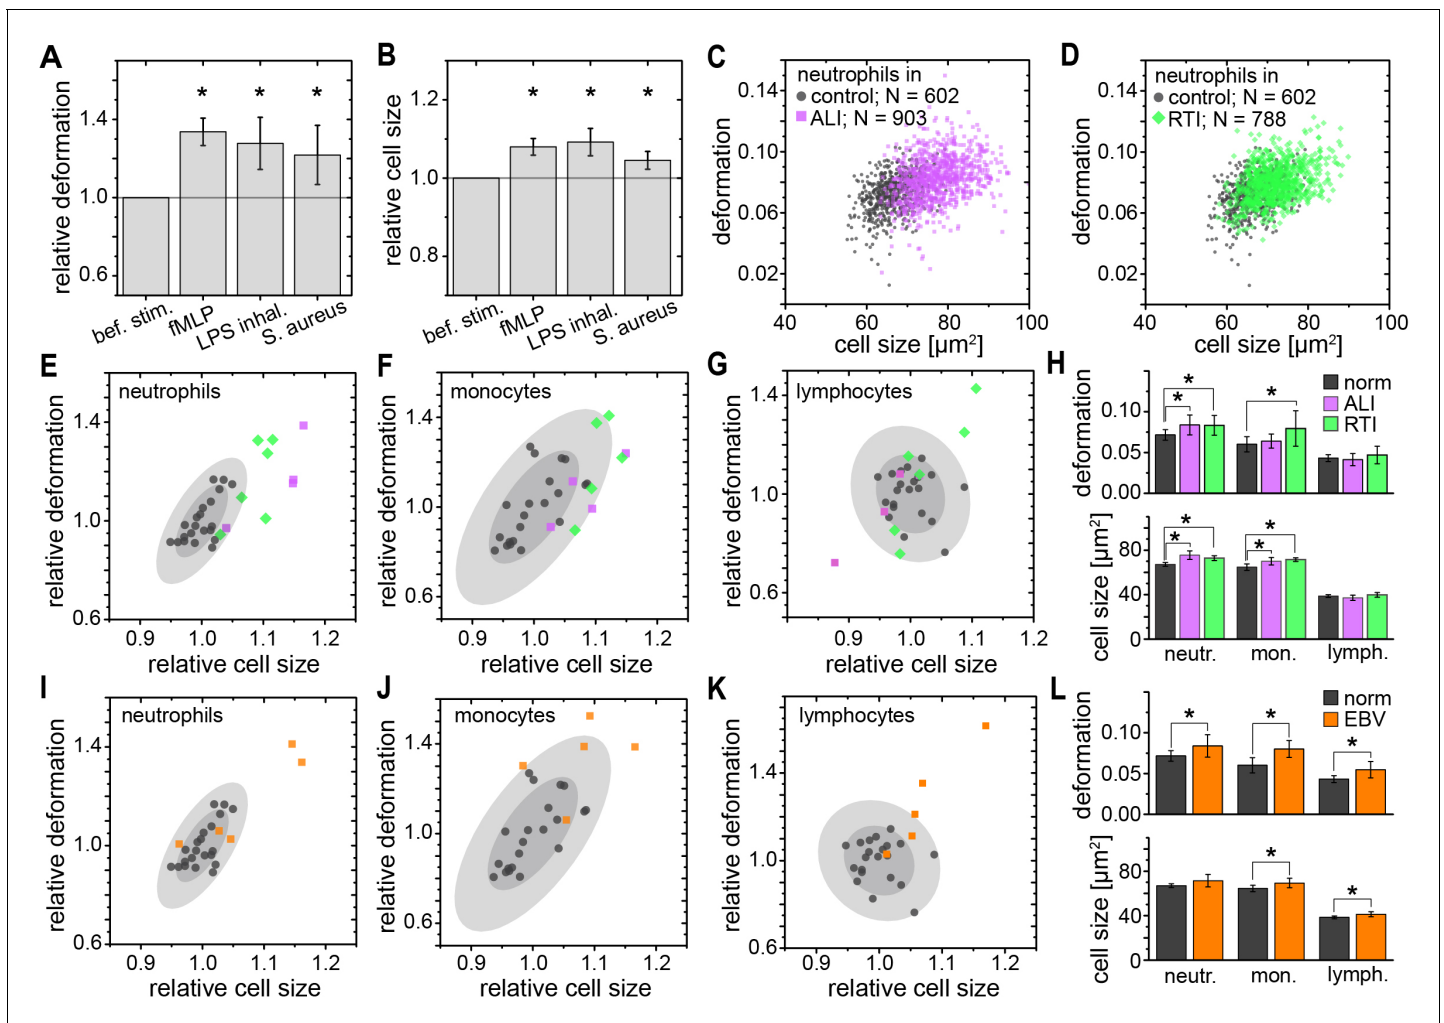 A
relative deformation
1.4
1.0
0.6
* * *
bef. stim.
fMLP
LPS inhal.
S. aureus
B
relative cell size
1.2
1.0
0.8
* * *
bef. stim.
fMLP
LPS inhal.
S. aureus
C
deformation
0.14
0.10
0.06
0.02
neutrophils in
control; N = 602
ALI; N = 903
40 60 80 100
cell size [µm²]
D
deformation
0.14
0.10
0.06
0.02
neutrophils in
control; N = 602
RTI; N = 788
40 60 80 100
cell size [µm²]
E
neutrophils
relative deformation
1.4
1.0
0.6
0.9 1.0 1.1 1.2
relative cell size
F
monocytes
relative deformation
1.4
1.0
0.6
0.9 1.0 1.1 1.2
relative cell size
G
lymphocytes
relative deformation
1.4
1.0
0.6
0.9 1.0 1.1 1.2
relative cell size
H
norm
ALI
RTI
deformation
0.10
0.05
0.00
* * *
cell size [µm²]
80
40
0
* * * *
neutr. mon. lymph.
I
neutrophils
relative deformation
1.4
1.0
0.6
0.9 1.0 1.1 1.2
relative cell size
J
monocytes
relative deformation
1.4
1.0
0.6
0.9 1.0 1.1 1.2
relative cell size
K
lymphocytes
relative deformation
1.4
1.0
0.6
0.9 1.0 1.1 1.2
relative cell size
L
norm
EBV
deformation
0.10
0.05
0.00
* * *
cell size [µm²]
80
40
0
* *
neutr. mon. lymph.